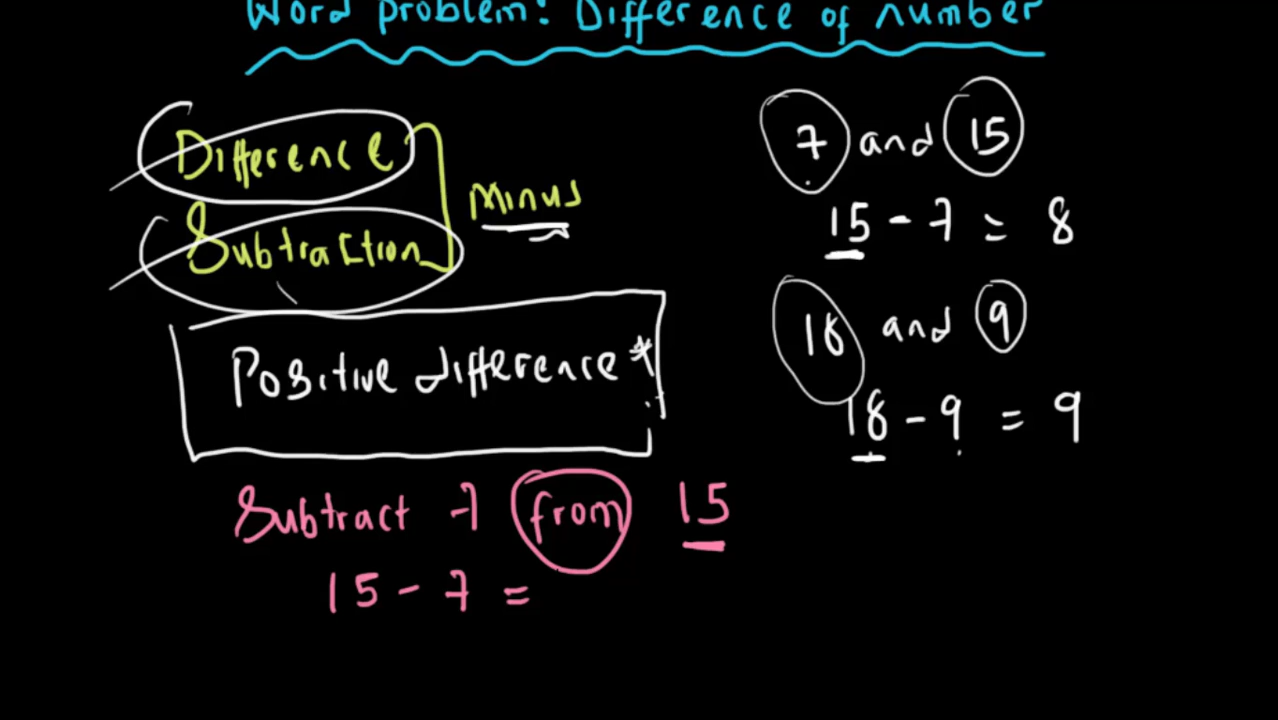 Word problem: Difference of number
Difference
Subtraction
Minus
Positive difference *
Subtract 7 from 15
15 - 7 =
7 and 15
15 - 7 = 8
18 and 9
18 - 9 = 9